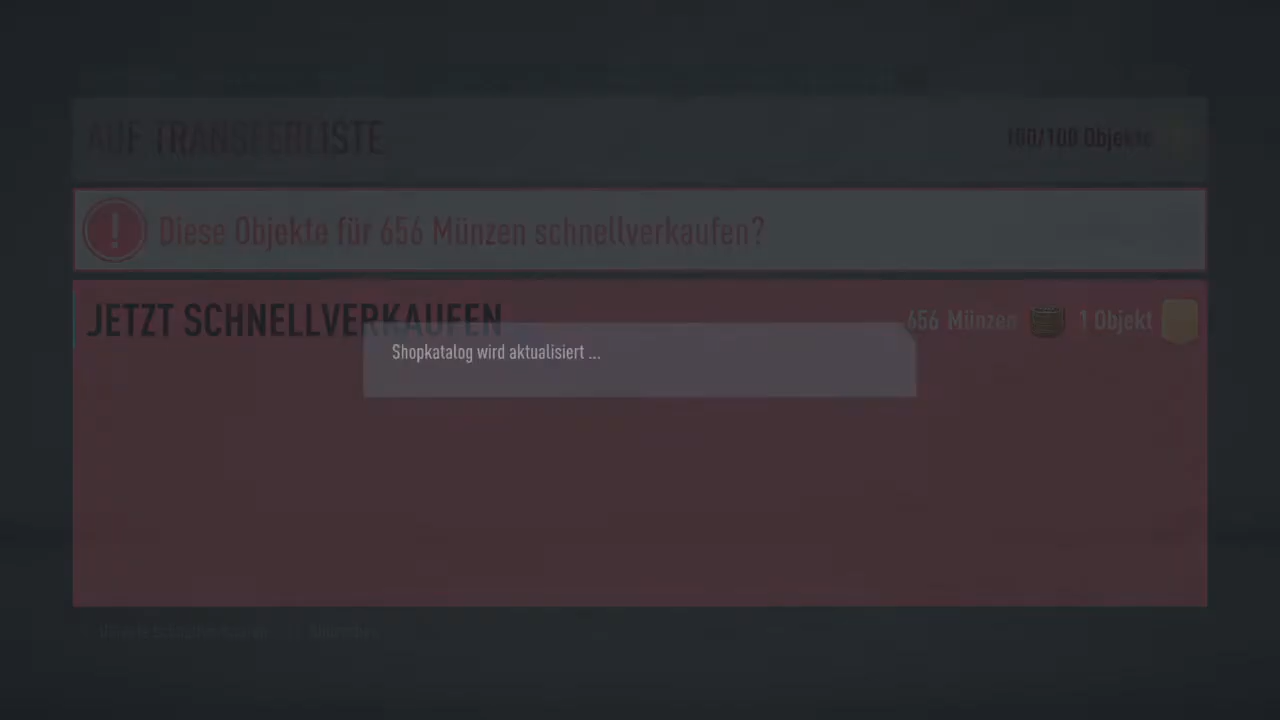 AUF TRANSFERLISTE
100/100 Objekte
Diese Objekte für 656 Münzen schnellverkaufen?
JETZT SCHNELLVERKAUFEN
656 Münzen
1 Objekt
Shopkatalog wird aktualisiert ...